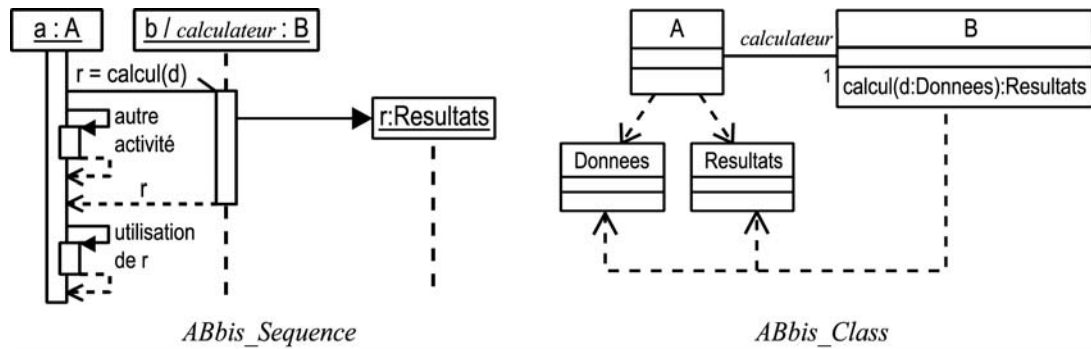 a : A
b / calculateur : B
r = calcul(d)
autre
activité
r:Resultats
r
utilisation
de r
ABbis_Sequence
A
calculateur
1
B
calcul(d:Donnees):Resultats
Donnees
Resultats
ABbis_Class